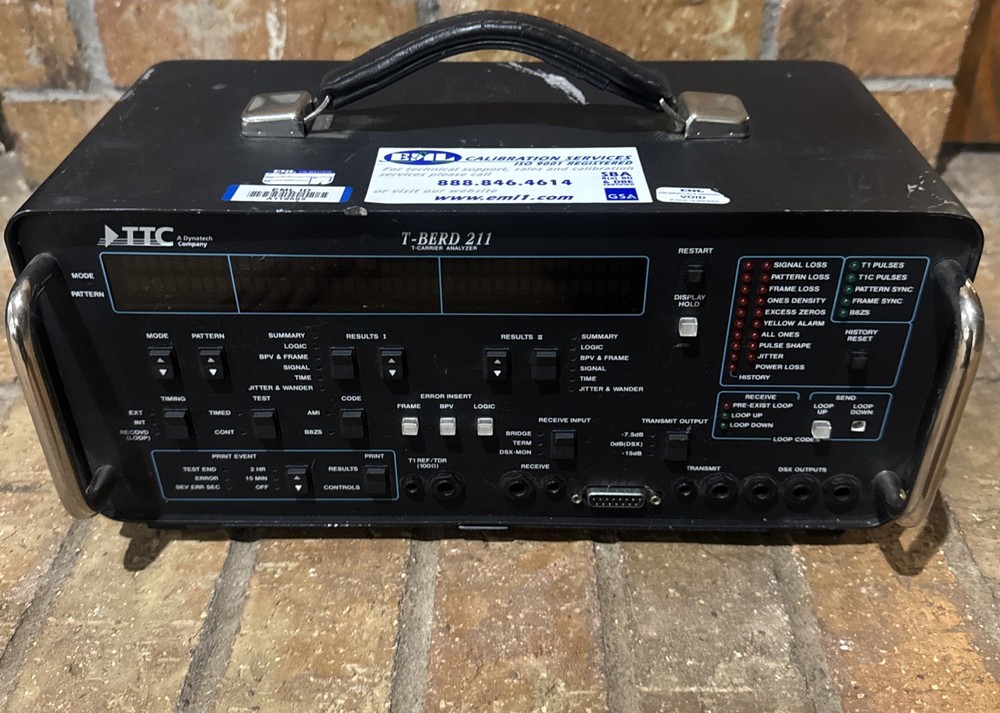 EML CALIBRATION SERVICES
ISO 9001 REGISTERED
For technical support, sales and calibration
services please call
888.846.4614
or visit our website
www.eml1.com
SBA
& DBE
GSA
EML
VOID
TTC A Dynatech Company
T-BERD 211
T-CARRIER ANALYZER
MODE
PATTERN
RESTART
DISPLAY HOLD
SIGNAL LOSS
PATTERN LOSS
FRAME LOSS
ONES DENSITY
EXCESS ZEROS
YELLOW ALARM
ALL ONES
PULSE SHAPE
JITTER
POWER LOSS
HISTORY
T1 PULSES
T1C PULSES
PATTERN SYNC
FRAME SYNC
B8ZS
HISTORY RESET
MODE
PATTERN
SUMMARY
LOGIC
BPV & FRAME
SIGNAL
TIME
JITTER & WANDER
RESULTS I
RESULTS II
SUMMARY
LOGIC
BPV & FRAME
SIGNAL
TIME
JITTER & WANDER
TIMING
EXT
INT
RECOVD (LOOP)
TEST
TIMED
CONT
CODE
AMI
B8ZS
ERROR INSERT
FRAME
BPV
LOGIC
RECEIVE INPUT
BRIDGE
TERM
DSX-MON
TRANSMIT OUTPUT
-7.5dB
0dB(DSX)
-15dB
RECEIVE
PRE-EXIST LOOP
LOOP UP
LOOP DOWN
SEND
LOOP UP
LOOP DOWN
LOOP CODES
PRINT EVENT
TEST END
ERROR
SEV ERR SEC
2 HR
15 MIN
OFF
PRINT
RESULTS
CONTROLS
T1 REF/TDR (100Ω)
RECEIVE
TRANSMIT
DSX OUTPUTS